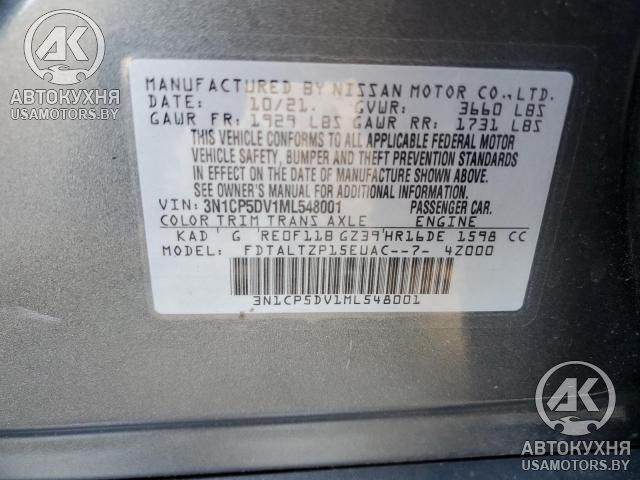 АК
АВТОКУХНЯ
USAMOTORS.BY
MANUFACTURED BY NISSAN MOTOR CO.,LTD.
DATE: 10/21. GVWR: 3660 LBS
GAWR FR: 1929 LBS GAWR RR: 1731 LBS
THIS VEHICLE CONFORMS TO ALL APPLICABLE FEDERAL MOTOR
VEHICLE SAFETY, BUMPER AND THEFT PREVENTION STANDARDS
IN EFFECT ON THE DATE OF MANUFACTURE SHOWN ABOVE.
SEE OWNER'S MANUAL FOR ADDITIONAL INFORMATION.
VIN: 3N1CP5DV1ML548001 PASSENGER CAR.
COLOR TRIM TRANS AXLE ENGINE
KAD G RE0F11B GZ39 HR16DE 1598 CC
MODEL: FDTALTZP15EUAC--7- 4Z000
3N1CP5DV1ML548001
АК
АВТОКУХНЯ
USAMOTORS.BY